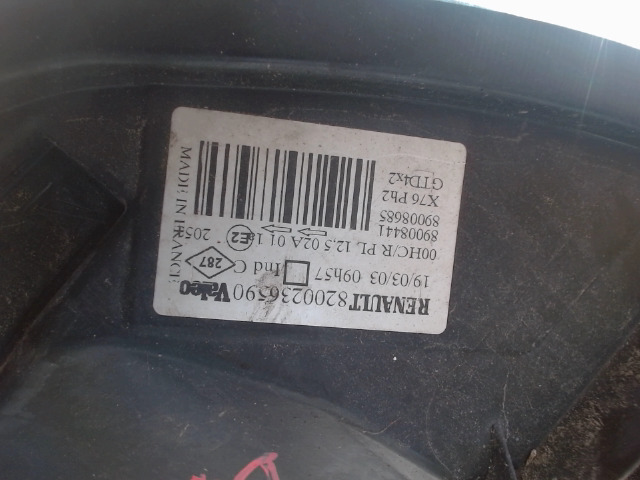 RENAULT 8200236590 Valeo
19/03/03 09h57 Ind C 287
00HC/R PL 12.5 02A 01 1 E2 205
89008441
89008685
X76 Ph2
GTD4x2
MADE IN FRANCE